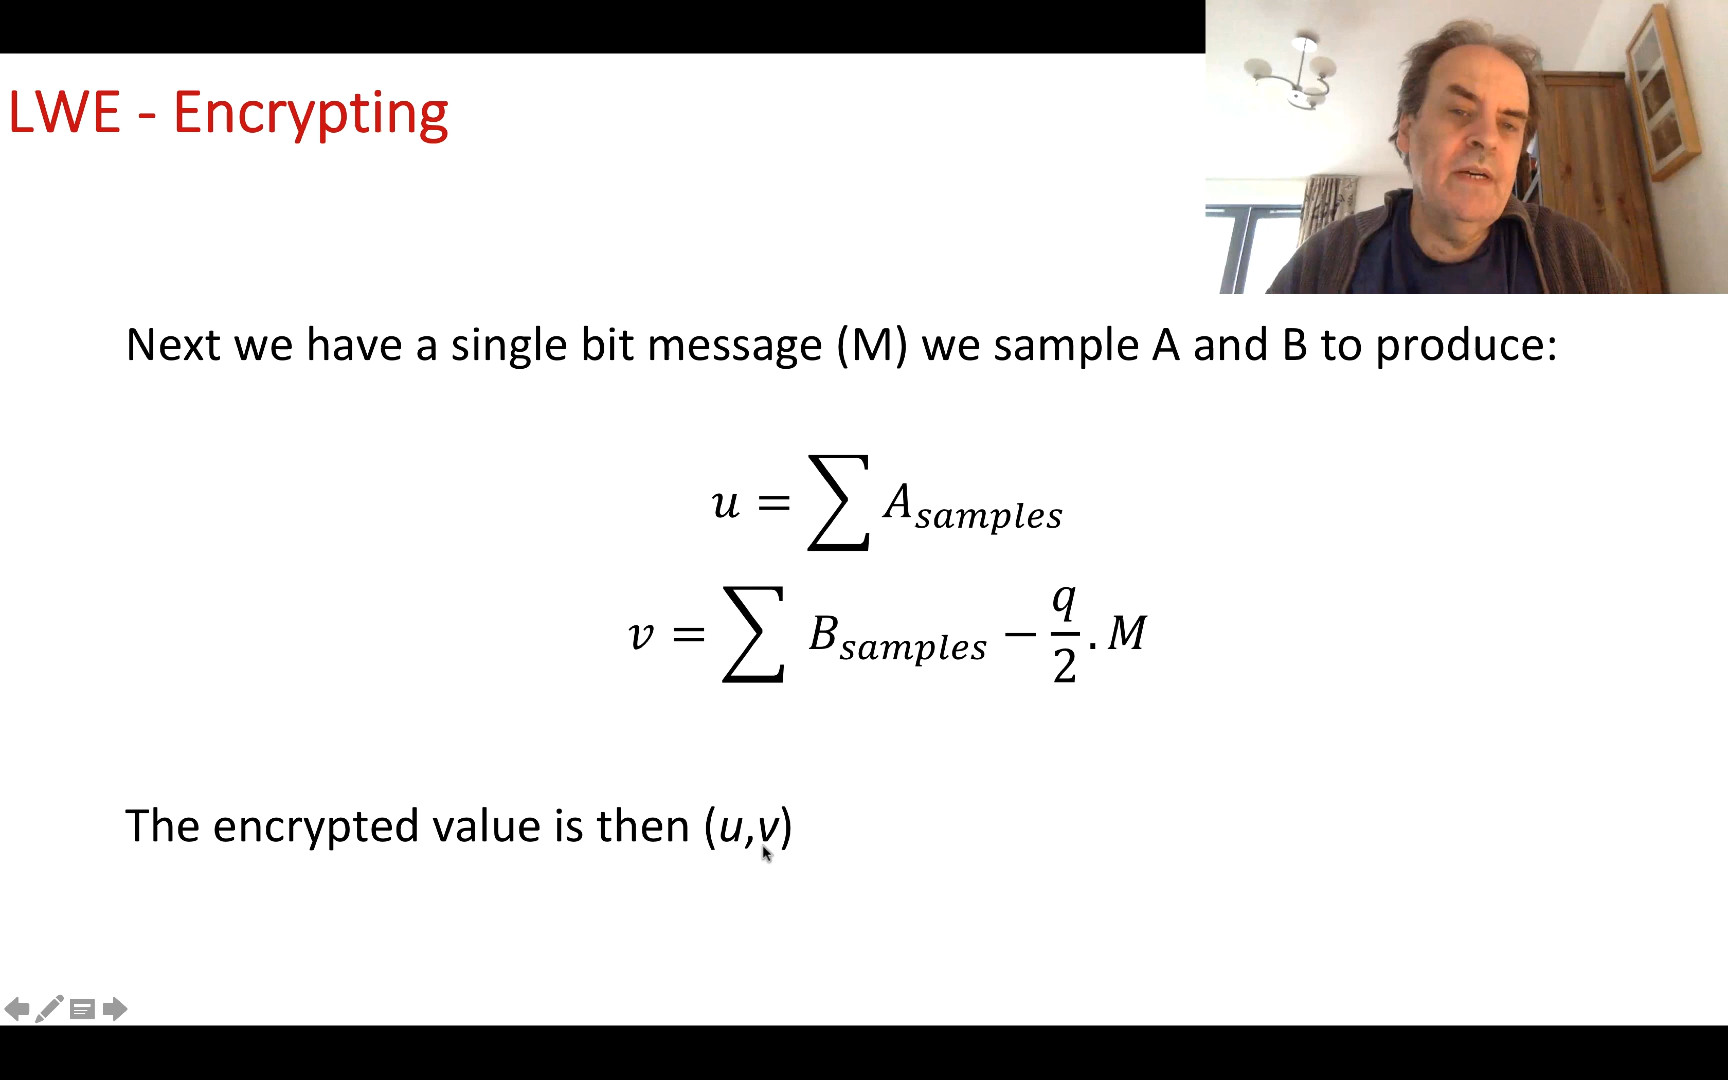 LWE - Encrypting
Next we have a single bit message (M) we sample A and B to produce:
u = ∑ A_samples
v = ∑ B_samples − q/2 . M
The encrypted value is then (u,v)